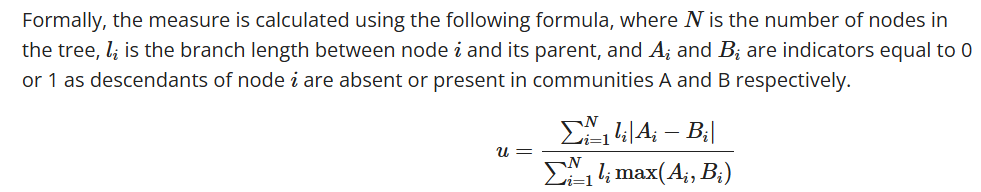 Formally, the measure is calculated using the following formula, where N is the number of nodes in
the tree, lᵢ is the branch length between node i and its parent, and Aᵢ and Bᵢ are indicators equal to 0
or 1 as descendants of node i are absent or present in communities A and B respectively.
u = \frac{\sum_{i=1}^{N} l_i |A_i - B_i|}{\sum_{i=1}^{N} l_i \max(A_i, B_i)}